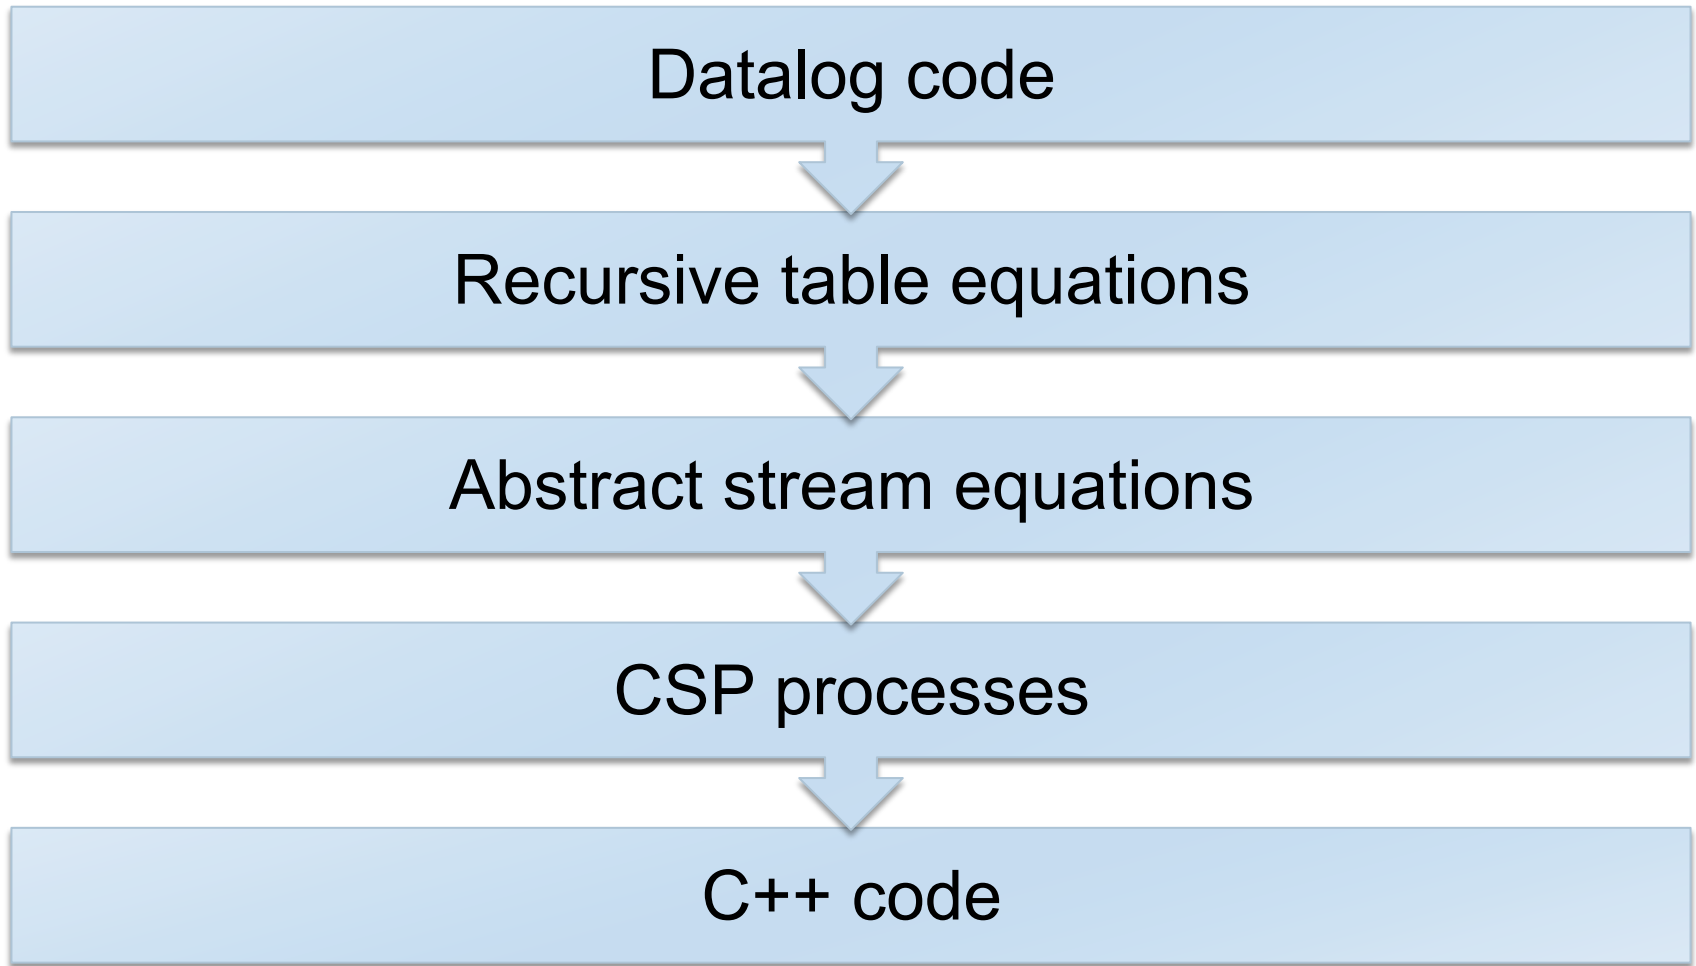 Datalog code
Recursive table equations
Abstract stream equations
CSP processes
C++ code